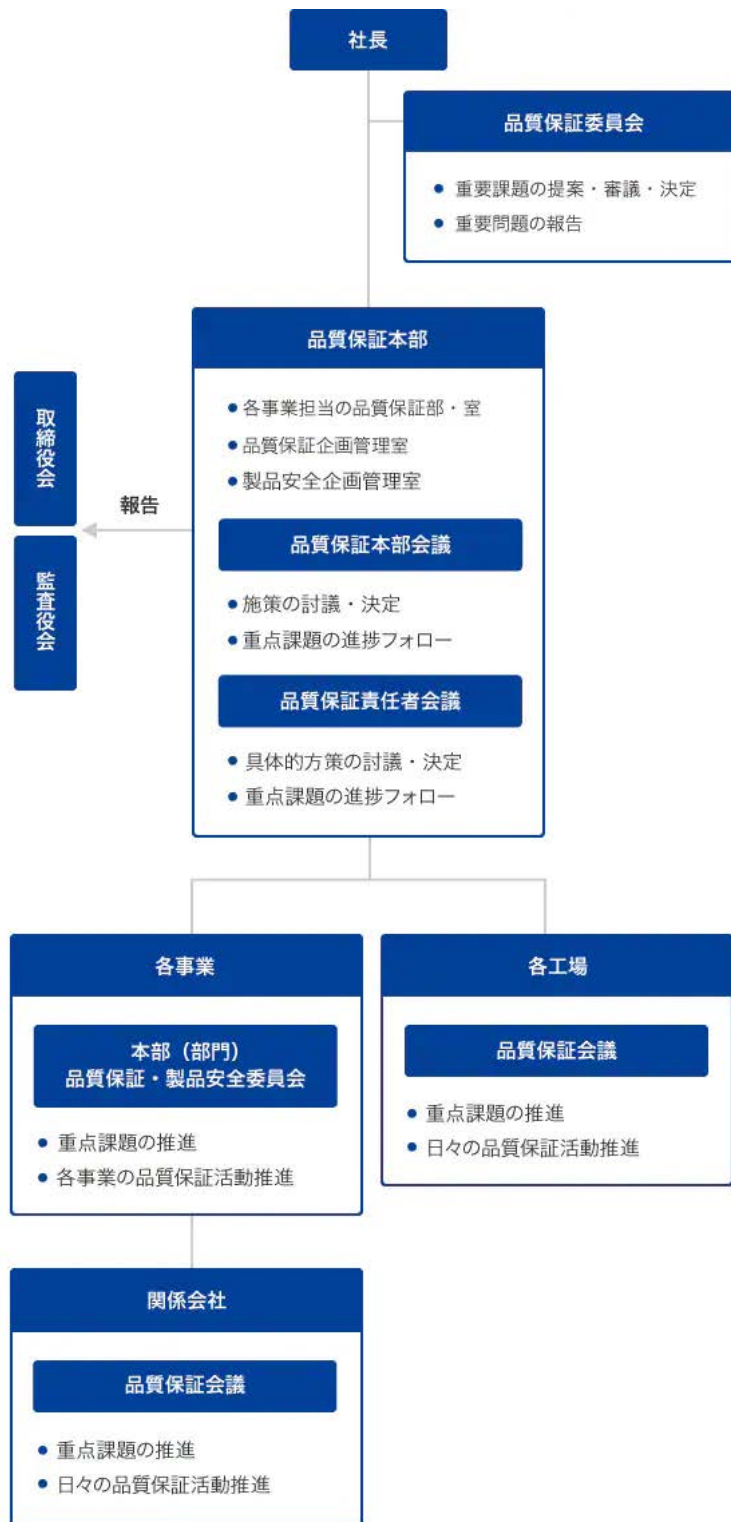 社長
品質保証委員会
● 重要課題の提案・審議・決定
● 重要問題の報告
品質保証本部
● 各事業担当の品質保証部・室
● 品質保証企画管理室
● 製品安全企画管理室
品質保証本部会議
● 施策の討議・決定
● 重点課題の進捗フォロー
品質保証責任者会議
● 具体的方策の討議・決定
● 重点課題の進捗フォロー
報告
取締役会
監査役会
各事業
本部（部門）
品質保証・製品安全委員会
● 重点課題の推進
● 各事業の品質保証活動推進
各工場
品質保証会議
● 重点課題の推進
● 日々の品質保証活動推進
関係会社
品質保証会議
● 重点課題の推進
● 日々の品質保証活動推進